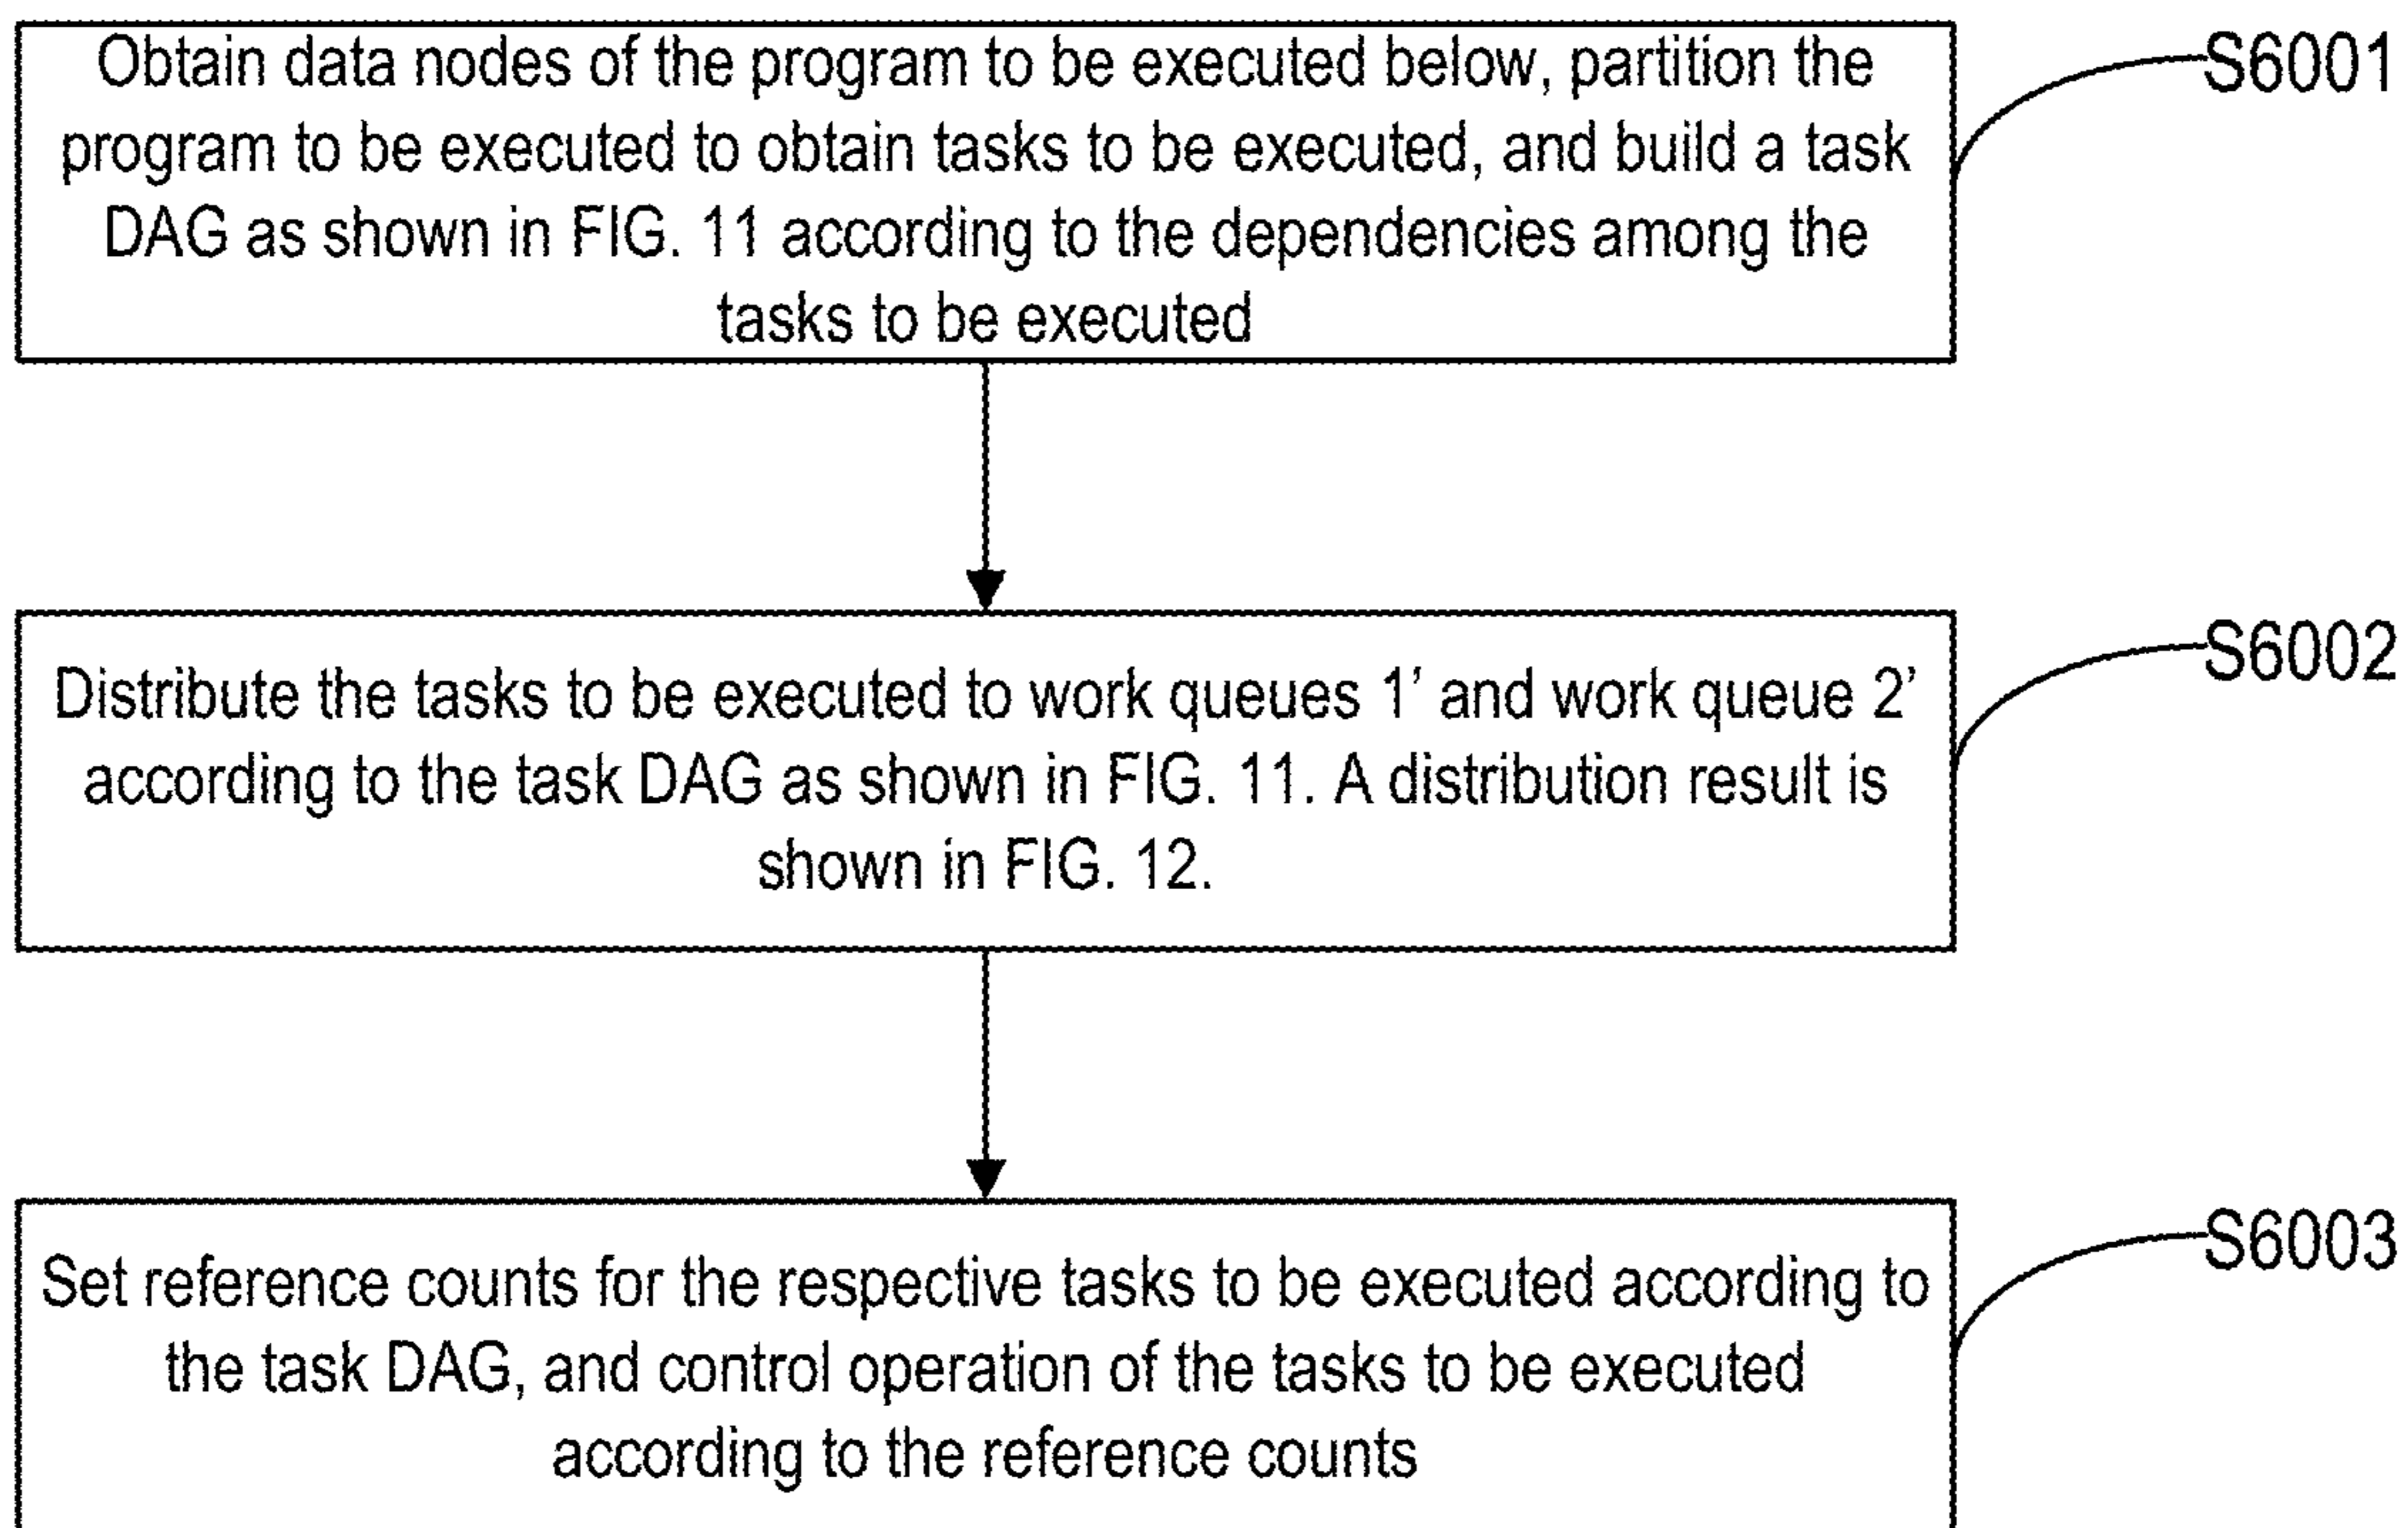 Obtain data nodes of the program to be executed below, partition the
program to be executed to obtain tasks to be executed, and build a task
DAG as shown in FIG. 11 according to the dependencies among the
tasks to be executed
S6001
Distribute the tasks to be executed to work queues 1’ and work queue 2’
according to the task DAG as shown in FIG. 11. A distribution result is
shown in FIG. 12.
S6002
Set reference counts for the respective tasks to be executed according to
the task DAG, and control operation of the tasks to be executed
according to the reference counts
S6003